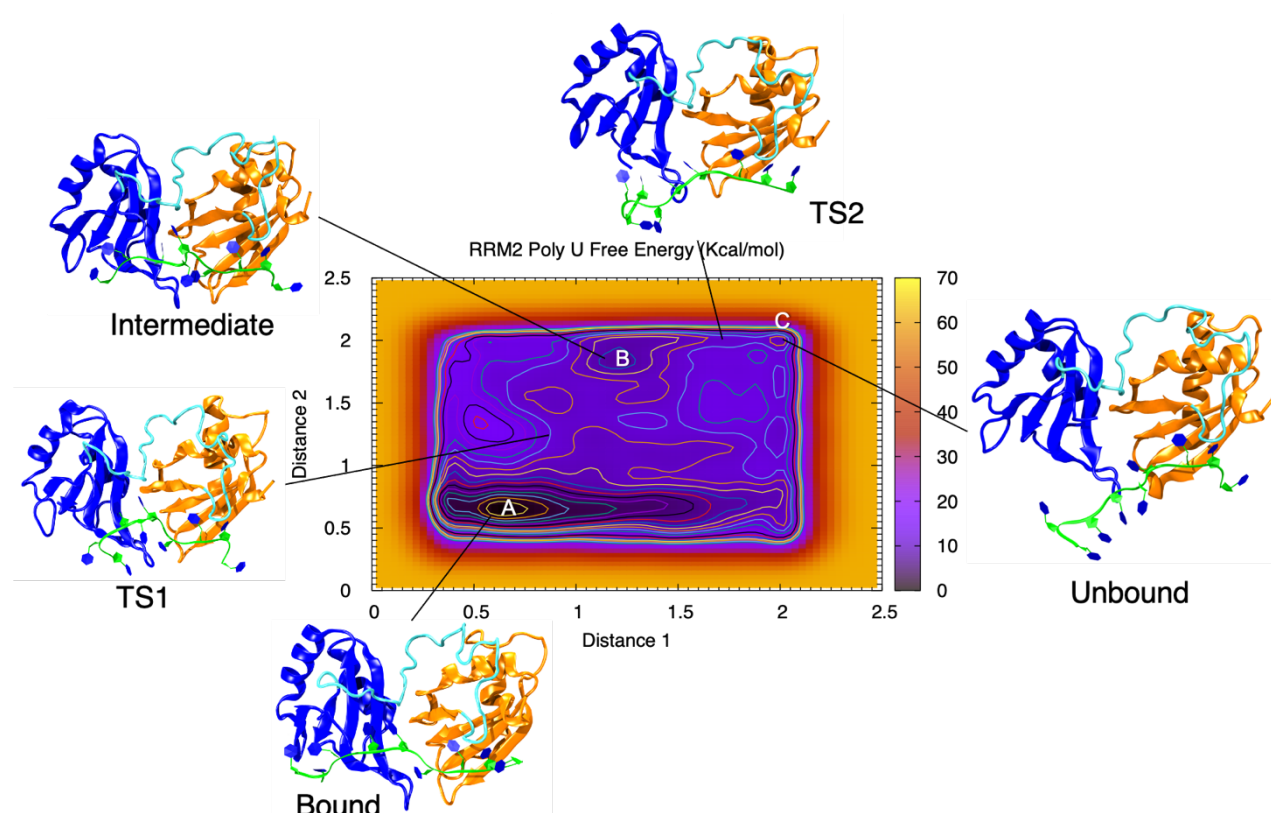 TS2
RRM2 Poly U Free Energy (Kcal/mol)
Intermediate
TS1
Unbound
Bound
A
B
C
Distance 2
2.5
2
1.5
1
0.5
0
0
0.5
1
1.5
2
2.5
Distance 1
70
60
50
40
30
20
10
0